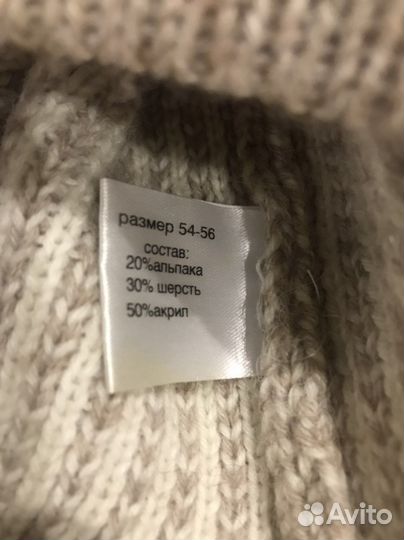 размер 54-56
состав:
20%альпака
30% шерсть
50%акрил
Avito